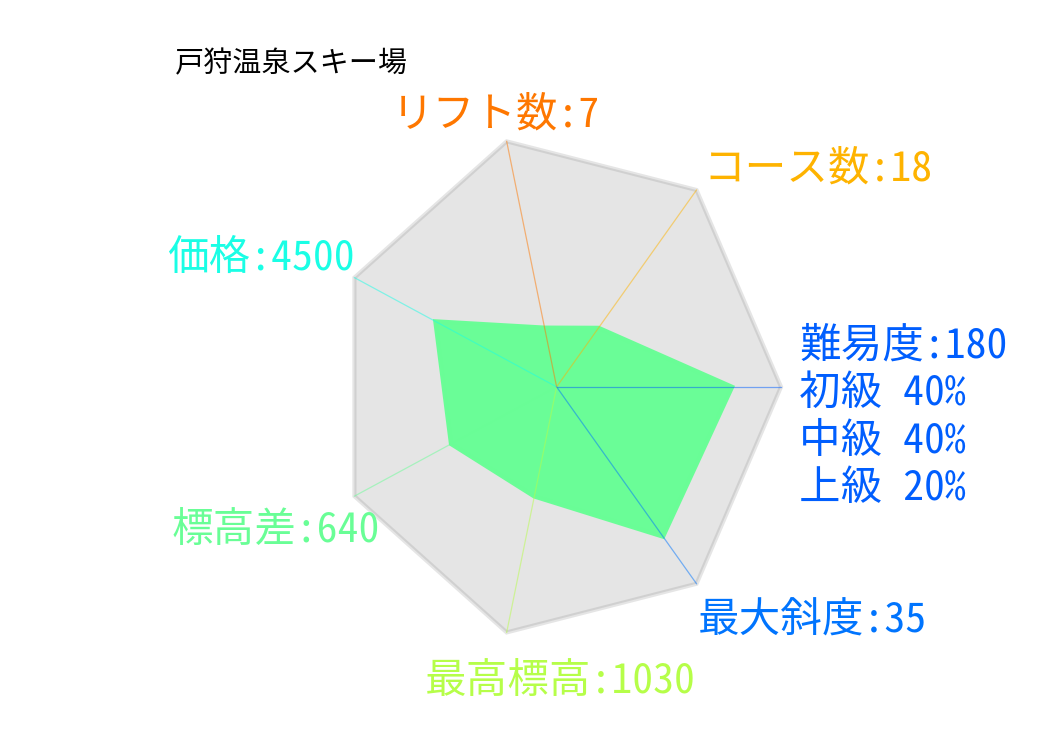 戸狩温泉スキー場
リフト数:7
コース数:18
価格:4500
難易度:180
初級 40%
中級 40%
上級 20%
標高差:640
最大斜度:35
最高標高:1030